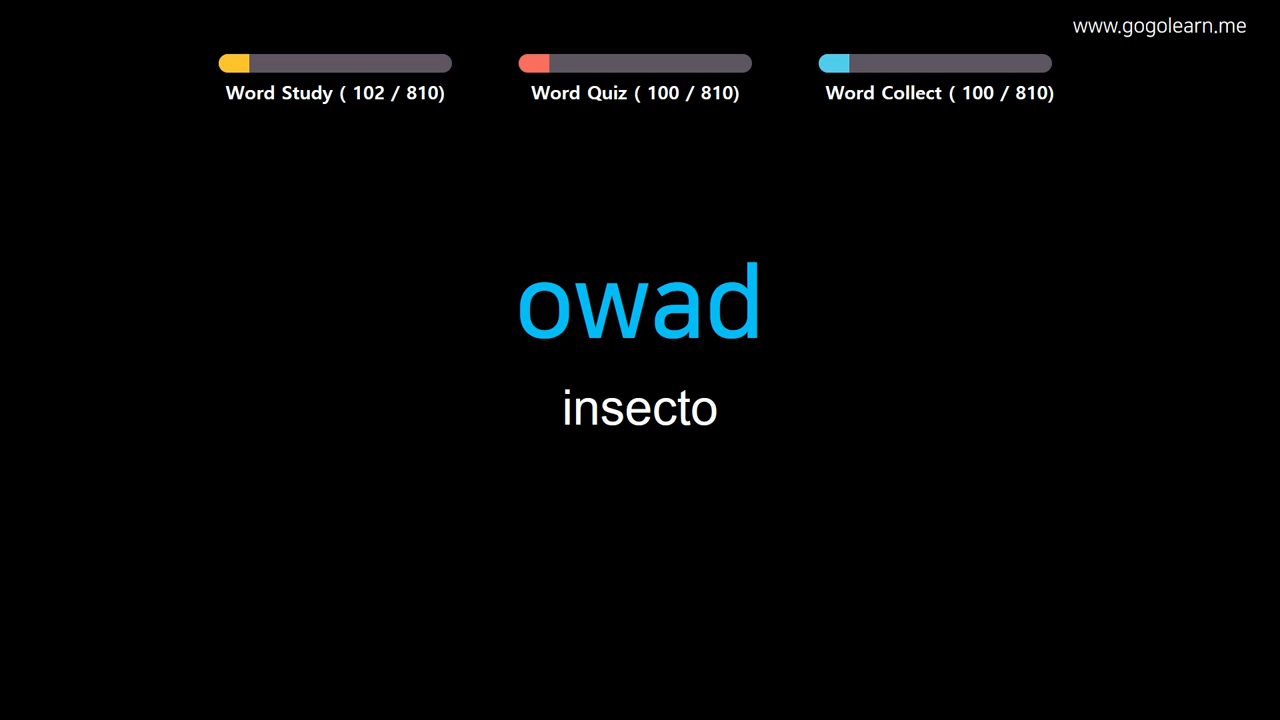 www.gogolearn.me
Word Study ( 102 / 810)
Word Quiz ( 100 / 810)
Word Collect ( 100 / 810)
owad
insecto